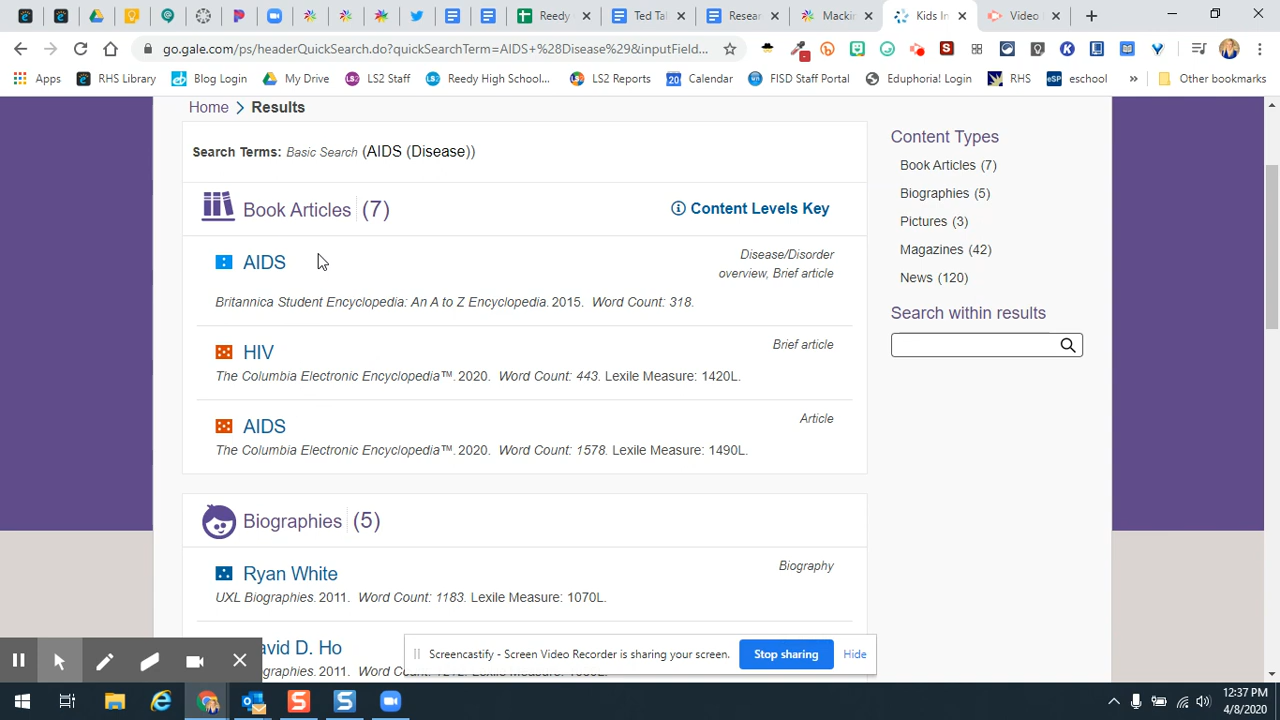 Reedy
Ted Tal
Resea
Mackin
Kids In
Video
go.gale.com/ps/headerQuickSearch.do?quickSearchTerm=AIDS+%28Disease%29&inputField...
Apps
RHS Library
Blog Login
My Drive
LS2 Staff
Reedy High School...
LS2 Reports
20 Calendar
FISD Staff Portal
Eduphoria! Login
RHS
eSP eschool
Other bookmarks
Home > Results
Search Terms: Basic Search (AIDS (Disease))
Book Articles (7)
Content Levels Key
AIDS
Disease/Disorder
overview, Brief article
Britannica Student Encyclopedia: An A to Z Encyclopedia. 2015. Word Count: 318.
HIV
Brief article
The Columbia Electronic Encyclopedia™. 2020. Word Count: 443. Lexile Measure: 1420L.
AIDS
Article
The Columbia Electronic Encyclopedia™. 2020. Word Count: 1578. Lexile Measure: 1490L.
Biographies (5)
Ryan White
Biography
UXL Biographies. 2011. Word Count: 1183. Lexile Measure: 1070L.
avid D. Ho
Content Types
Book Articles (7)
Biographies (5)
Pictures (3)
Magazines (42)
News (120)
Search within results
Screencastify - Screen Video Recorder is sharing your screen.
Stop sharing
Hide
12:37 PM
4/8/2020